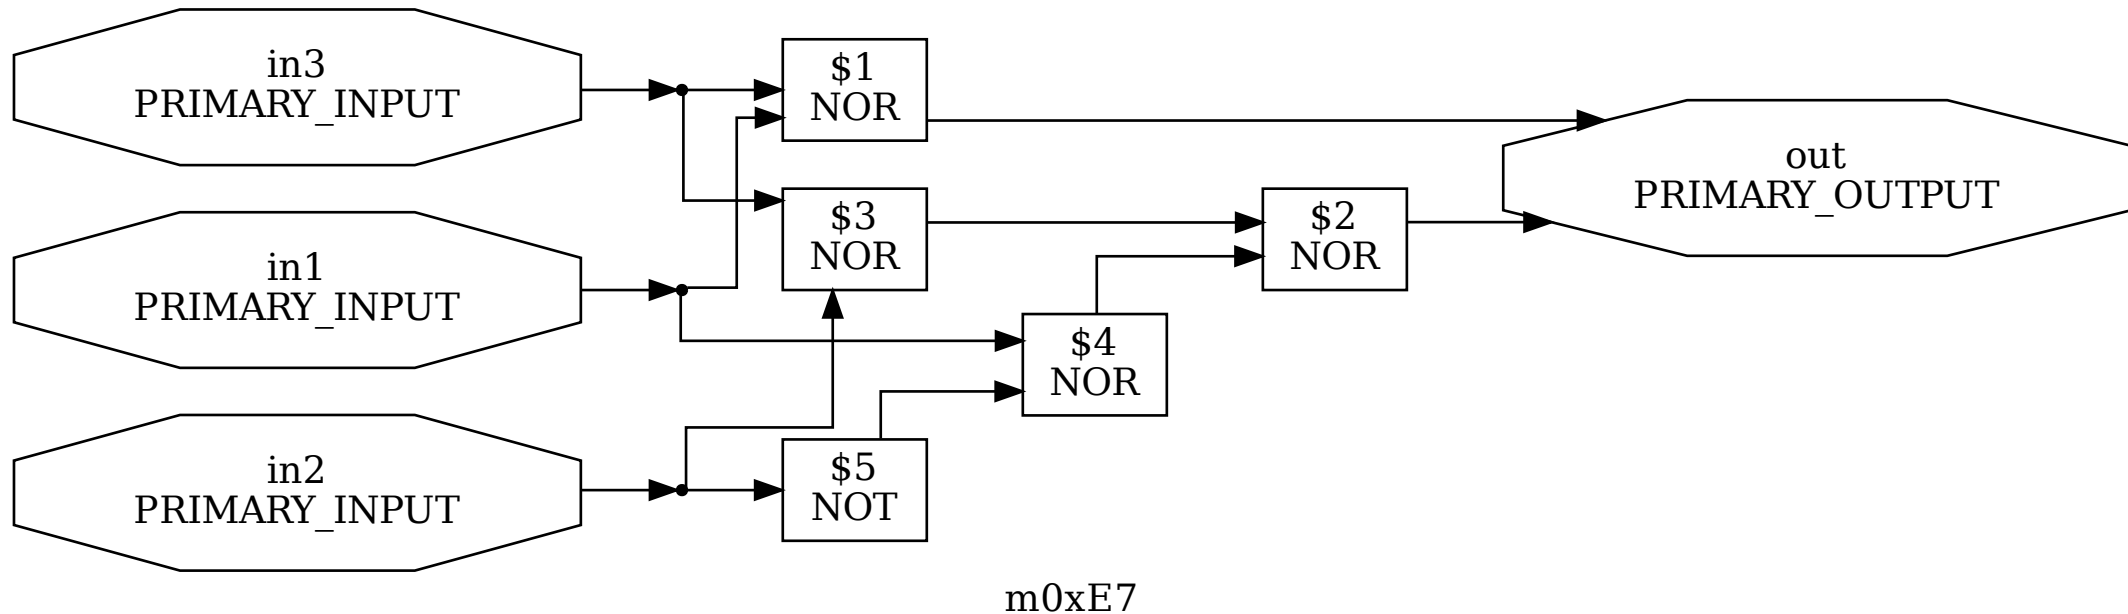 in3
PRIMARY_INPUT
$1
NOR
out
PRIMARY_OUTPUT
$3
NOR
$2
NOR
in1
PRIMARY_INPUT
$4
NOR
in2
PRIMARY_INPUT
$5
NOT
m0xE7